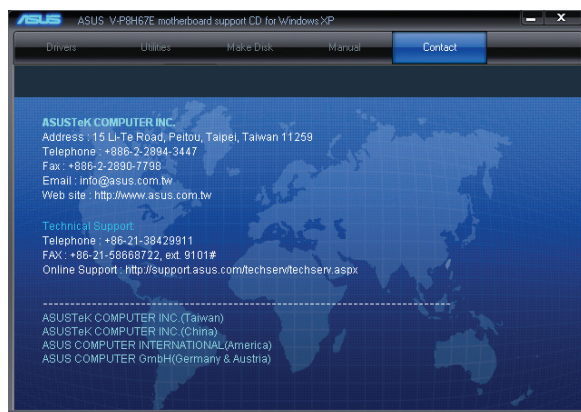 ASUS V-P8H67E motherboard support CD for Windows XP
Drivers Utilities Make Disk Manual Contact
ASUSTeK COMPUTER INC.
Address : 15 Li-Te Road, Peitou, Taipei, Taiwan 11259
Telephone : +886-2-2894-3447
Fax : +886-2-2890-7798
Email : info@asus.com.tw
Web site : http://www.asus.com.tw
Technical Support
Telephone : +86-21-38429911
FAX : +86-21-58668722, ext. 9101#
Online Support : http://support.asus.com/techserv/techserv.aspx
ASUSTeK COMPUTER INC.(Taiwan)
ASUSTeK COMPUTER INC.(China)
ASUS COMPUTER INTERNATIONAL(America)
ASUS COMPUTER GmbH(Germany & Austria)